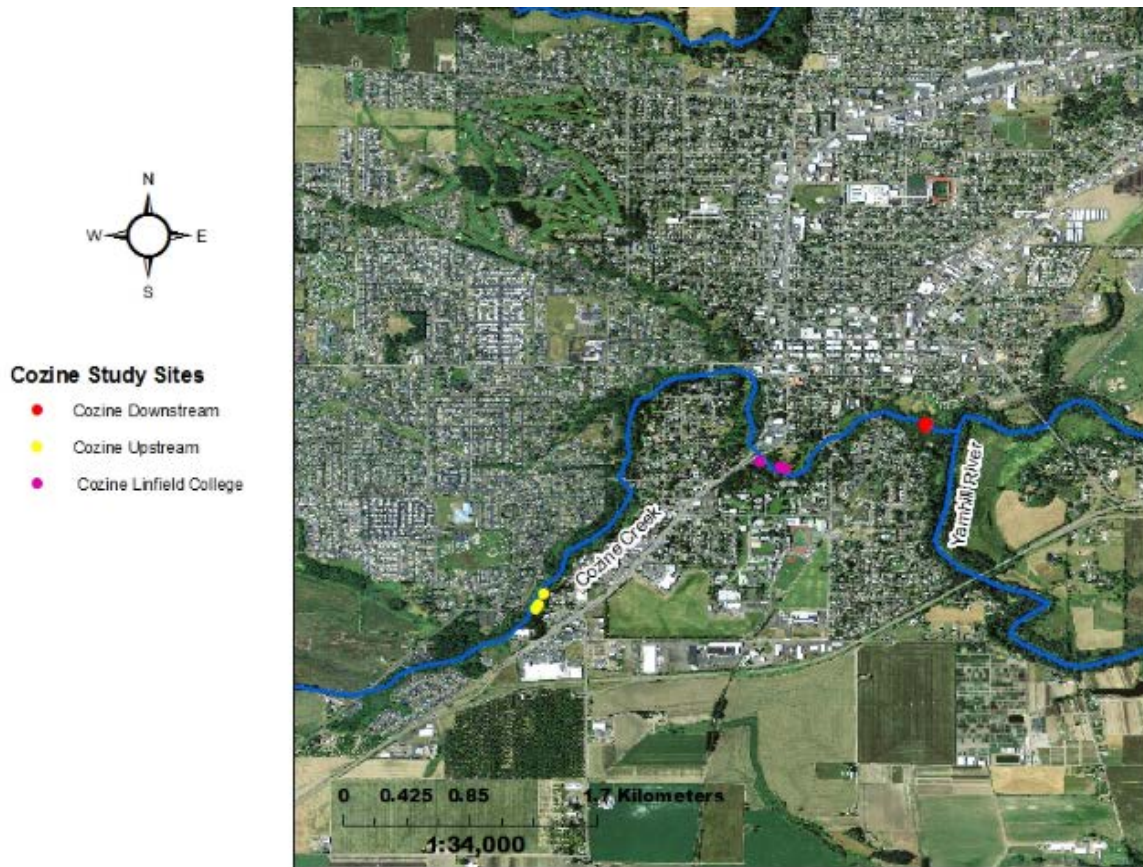 N
W E
S
Cozine Study Sites
Cozine Downstream
Cozine Upstream
Cozine Linfield College
Cozine Creek
Yamhill River
0 0.425 0.85 1.7 Kilometers
1:34,000